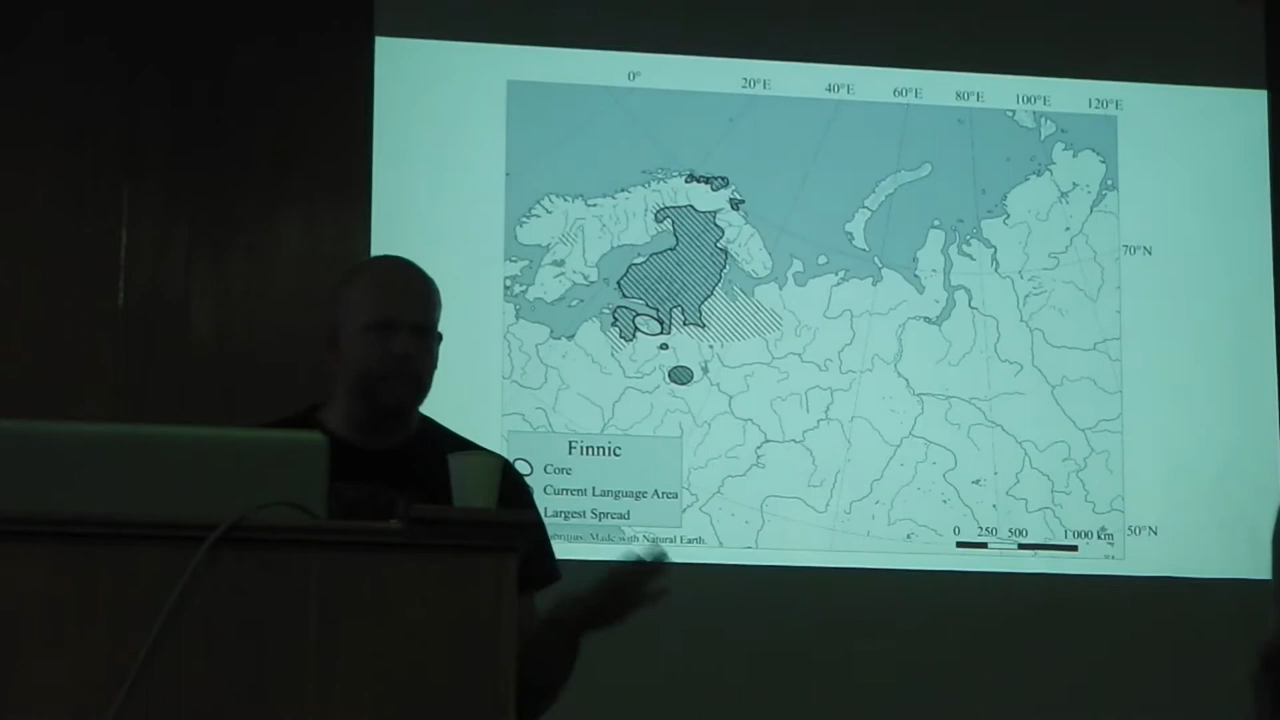 0° 20°E 40°E 60°E 80°E 100°E 120°E
70°N
Finnic
Core
Current Language Area
Largest Spread
Made with Natural Earth.
0 250 500 1 000 km
50°N